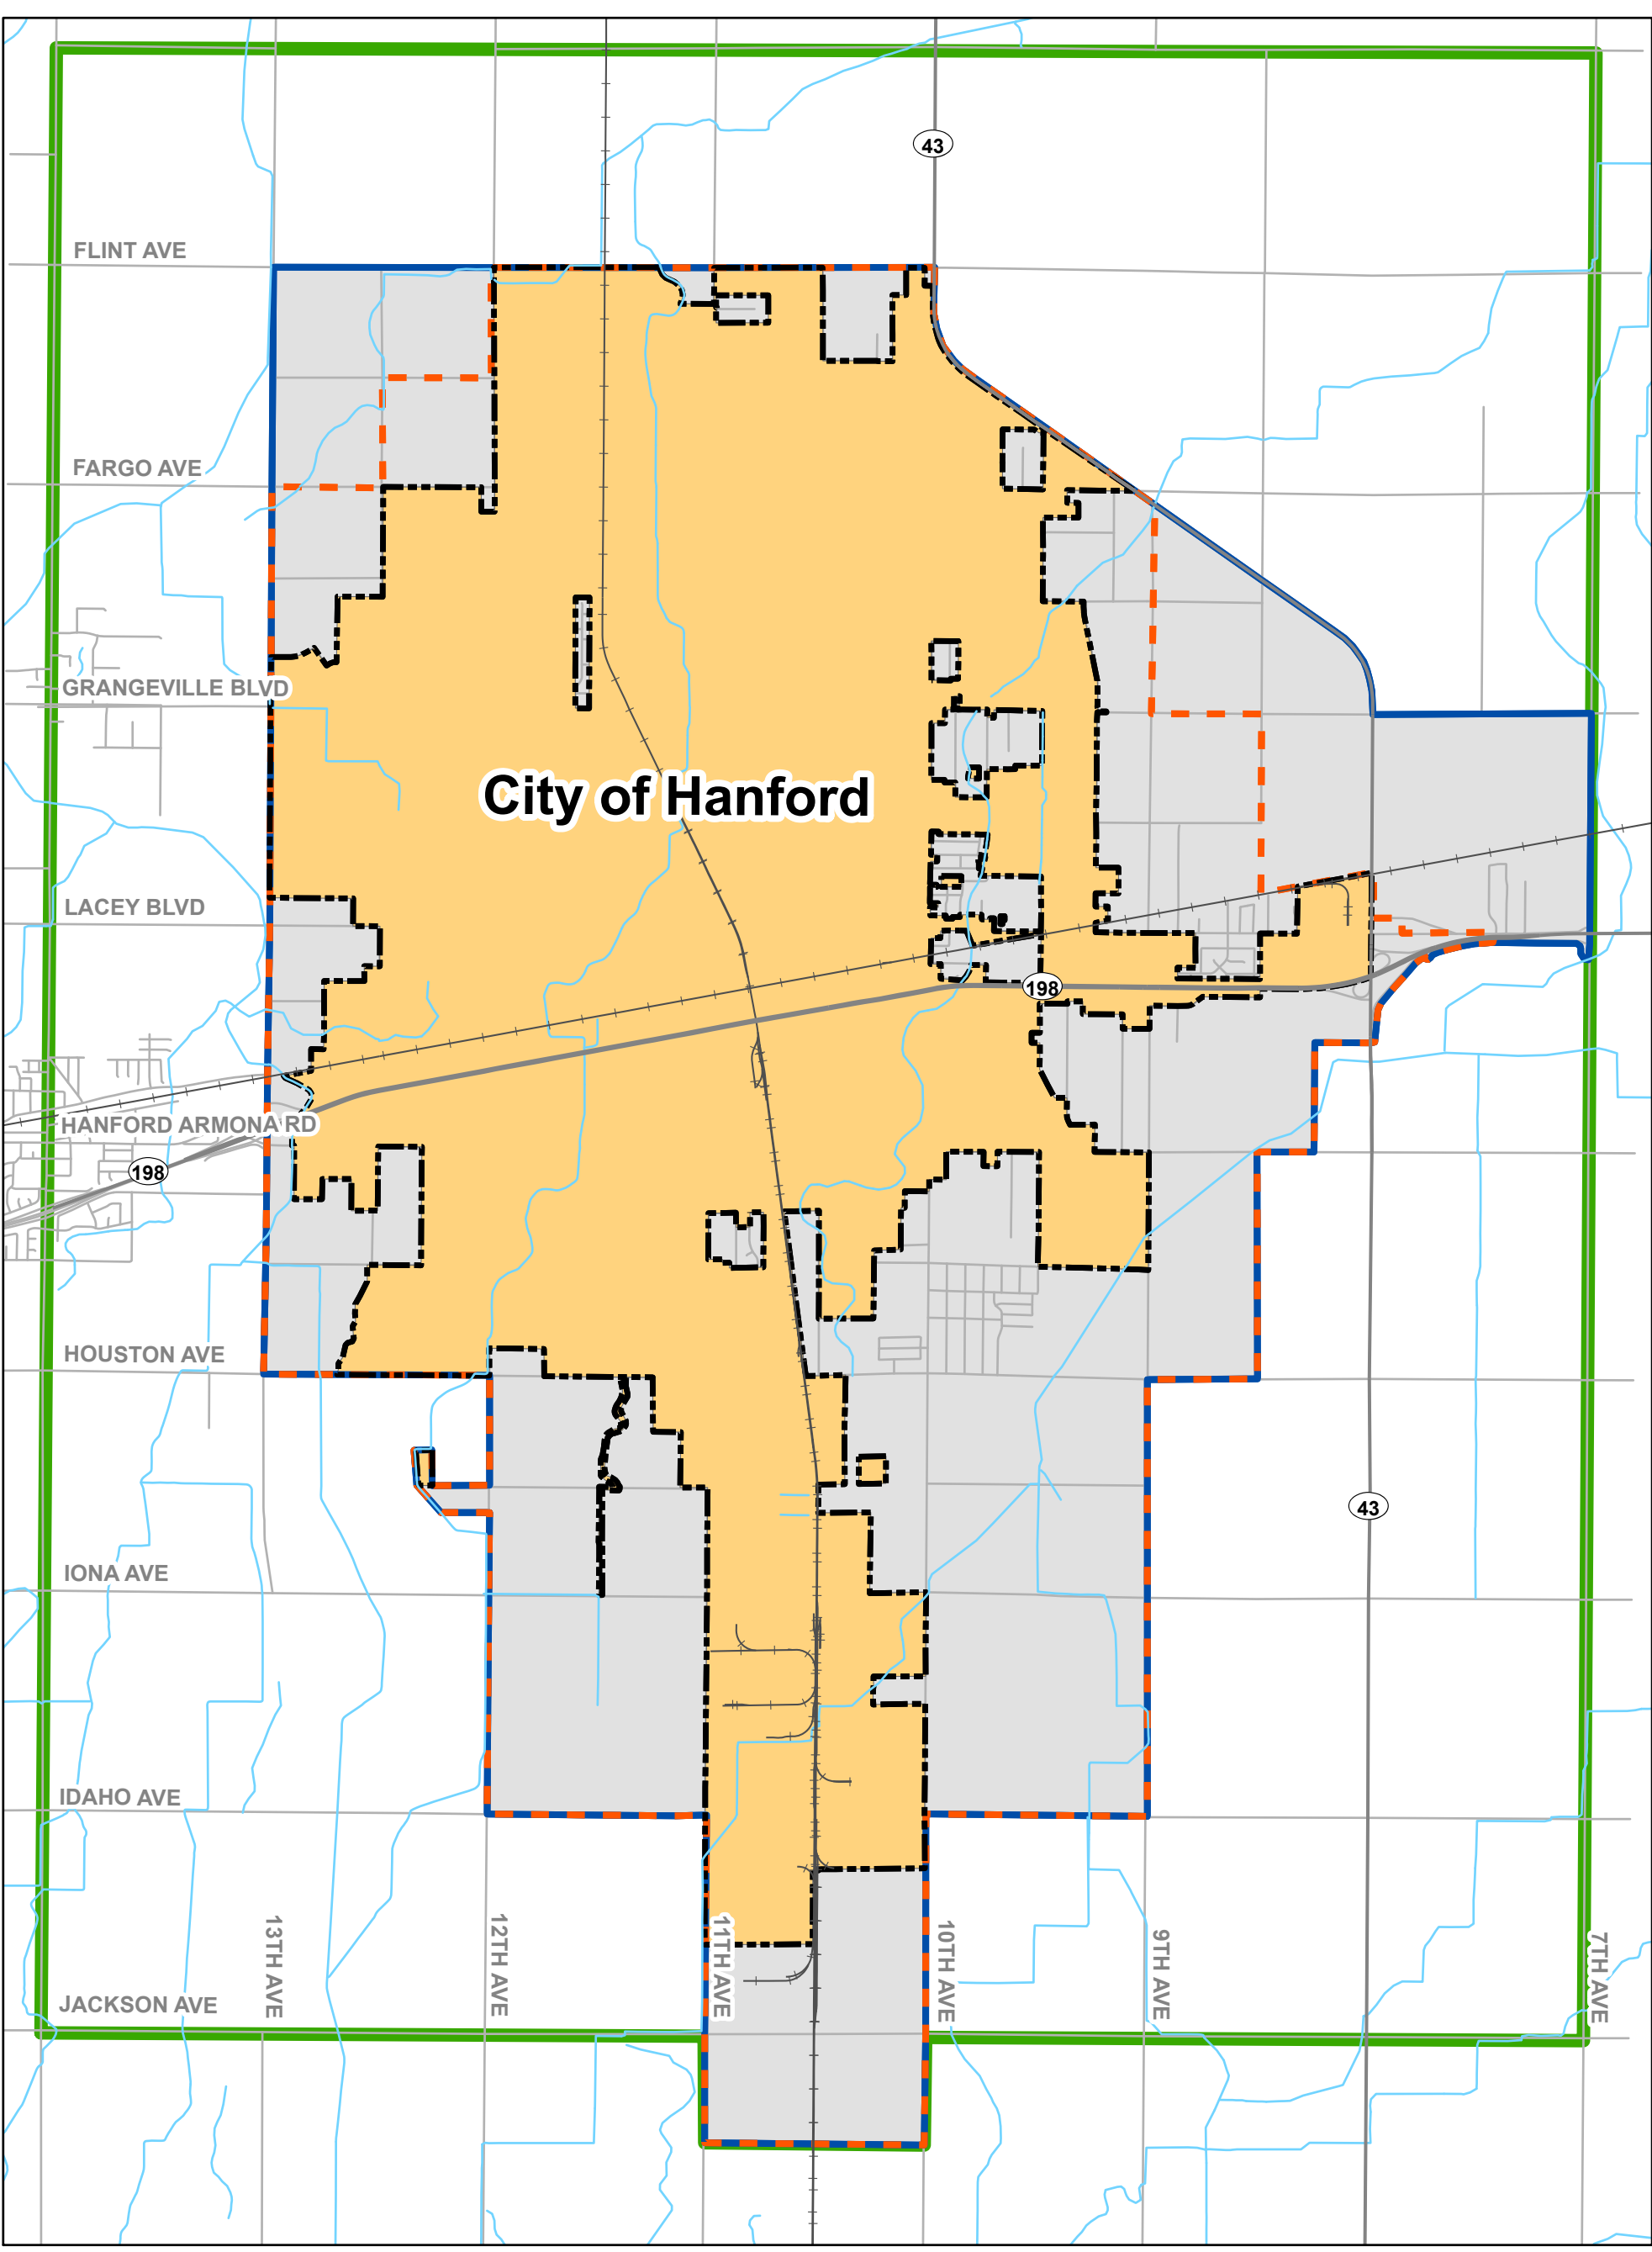 43
FLINT AVE
FARGO AVE
GRANGEVILLE BLVD
City of Hanford
LACEY BLVD
198
HANFORD ARMONA RD
198
HOUSTON AVE
43
IONA AVE
IDAHO AVE
13TH AVE
12TH AVE
11TH AVE
10TH AVE
9TH AVE
7TH AVE
JACKSON AVE